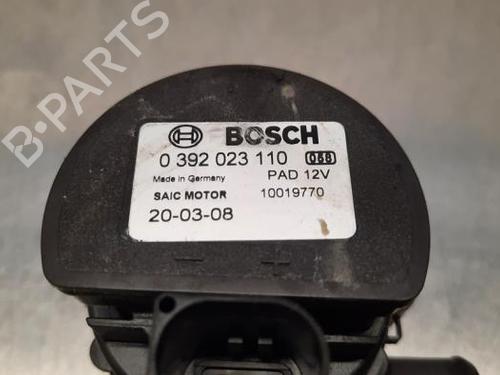 B-PARTS
BOSCH
0 392 023 110 058
Made in Germany PAD 12V
SAIC MOTOR 10019770
20-03-08
- +